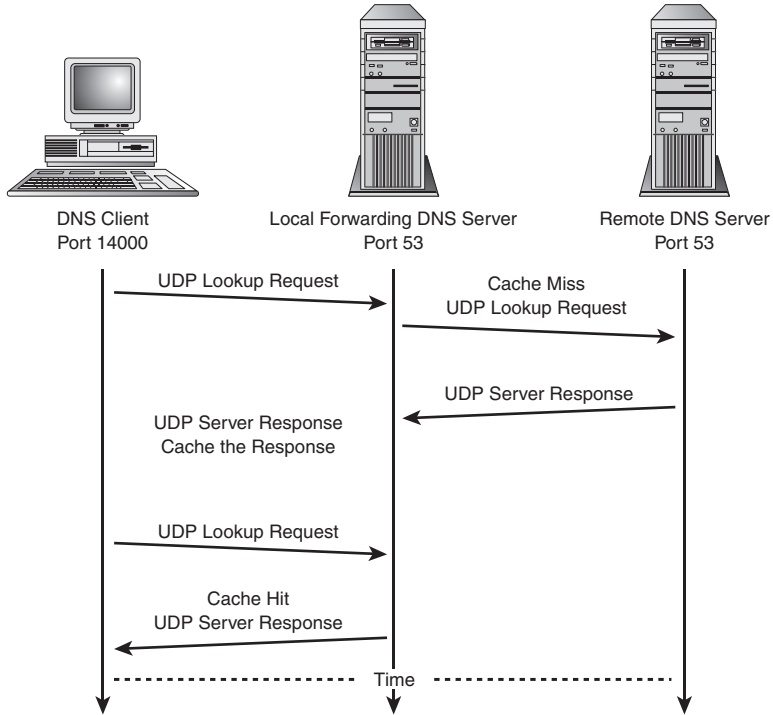 DNS Client
Port 14000
Local Forwarding DNS Server
Port 53
Remote DNS Server
Port 53
UDP Lookup Request
Cache Miss
UDP Lookup Request
UDP Server Response
UDP Server Response
Cache the Response
UDP Lookup Request
Cache Hit
UDP Server Response
Time